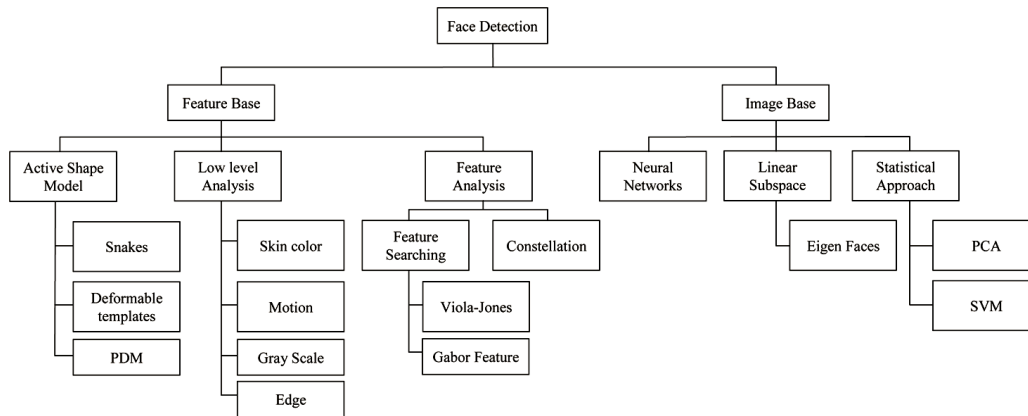 Face Detection
Feature Base
Image Base
Active Shape
Model
Low level
Analysis
Feature
Analysis
Neural
Networks
Linear
Subspace
Statistical
Approach
Snakes
Skin color
Feature
Searching
Constellation
Eigen Faces
PCA
Deformable
templates
Motion
Viola-Jones
SVM
PDM
Gray Scale
Gabor Feature
Edge